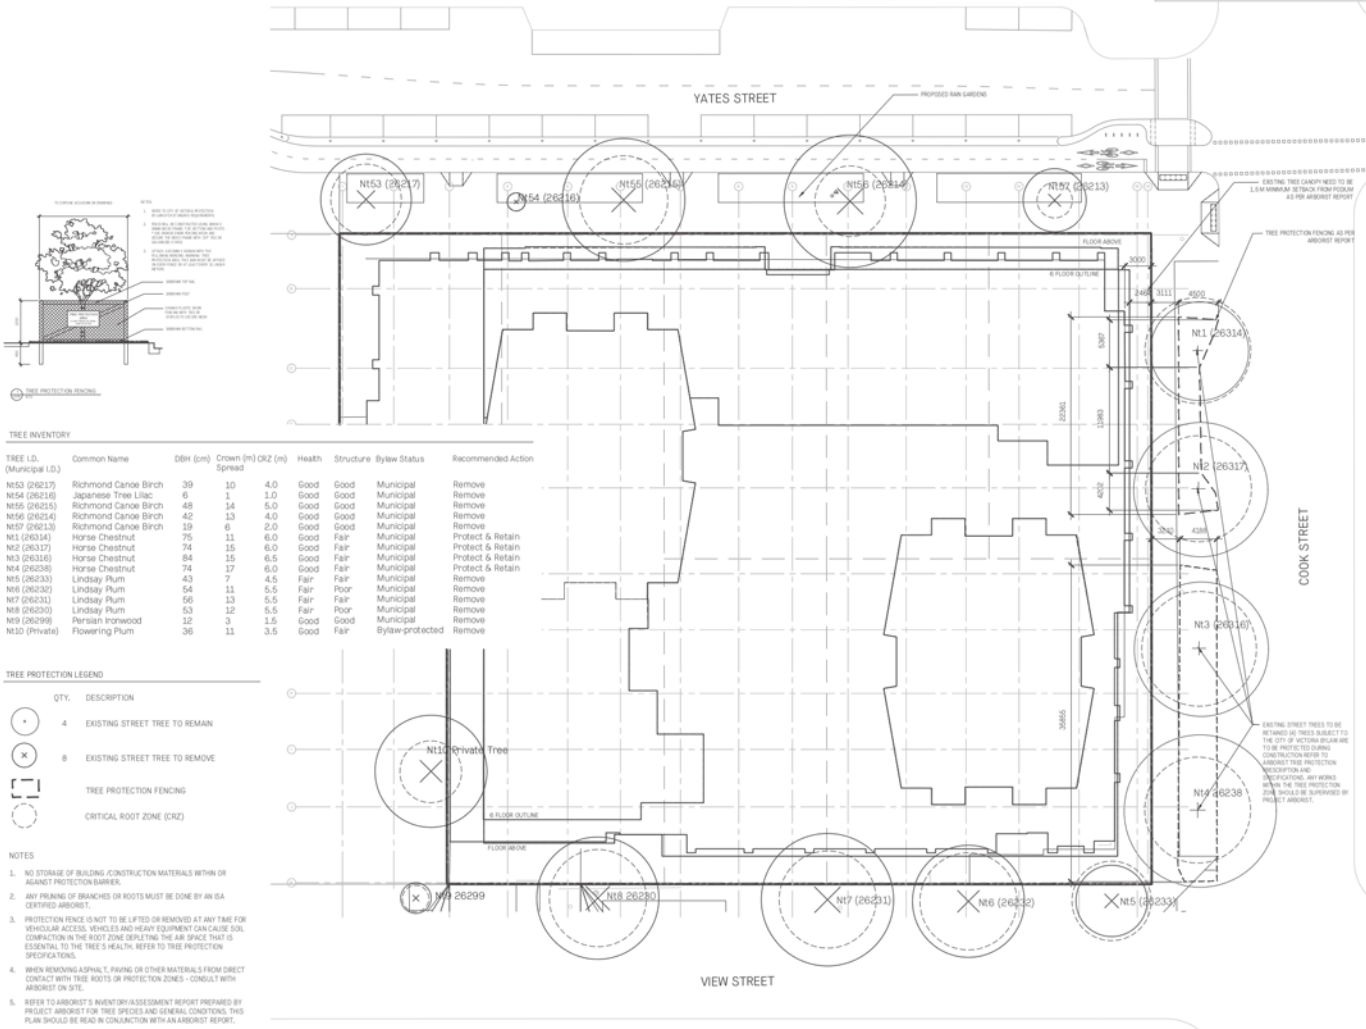 YATES STREET
PROPOSED RAIN GARDENS
Nt53 (26217)
Nt54 (26216)
Nt55 (26215)
Nt56 (26214)
Nt57 (26213)
EXISTING TREE CANOPY NEED TO BE
1.5 M MINIMUM SETBACK FROM PODIUM
AS PER ARBORIST REPORT
TREE PROTECTION FENCING AS PER
ARBORIST REPORT
FLOOR ABOVE
6 FLOOR OUTLINE
3000
3111
4500
Nt1 (26314)
5387
22361
11983
Nt2 (26317)
4202
4188
COOK STREET
Nt3 (26316)
35855
EXISTING STREET TREES TO BE
RETAINED (4) TREES SUBJECT TO
THE CITY OF VICTORIA BYLAW ARE
TO BE PROTECTED DURING
CONSTRUCTION REFER TO
ARBORIST TREE PROTECTION
PRESCRIPTION AND
SPECIFICATIONS. ANY WORKS
WITHIN THE TREE PROTECTION
ZONE SHOULD BE SUPERVISED BY
PROJECT ARBORIST.
Nt4 26238
TREE PROTECTION FENCING
TREE INVENTORY
TREE I.D. (Municipal I.D.) Common Name DBH (cm) Crown (m) Spread CRZ (m) Health Structure Bylaw Status Recommended Action
Nt53 (26217) Richmond Canoe Birch 39 10 4.0 Good Good Municipal Remove
Nt54 (26216) Japanese Tree Lilac 6 1 1.0 Good Good Municipal Remove
Nt55 (26215) Richmond Canoe Birch 48 14 5.0 Good Good Municipal Remove
Nt56 (26214) Richmond Canoe Birch 42 13 4.0 Good Good Municipal Remove
Nt57 (26213) Richmond Canoe Birch 19 6 2.0 Good Good Municipal Remove
Nt1 (26314) Horse Chestnut 75 11 6.0 Good Fair Municipal Protect & Retain
Nt2 (26317) Horse Chestnut 74 15 6.0 Good Fair Municipal Protect & Retain
Nt3 (26316) Horse Chestnut 84 15 6.5 Good Fair Municipal Protect & Retain
Nt4 (26238) Horse Chestnut 74 17 6.0 Good Fair Municipal Protect & Retain
Nt5 (26233) Lindsay Plum 43 7 4.5 Fair Fair Municipal Remove
Nt6 (26232) Lindsay Plum 54 11 5.5 Fair Poor Municipal Remove
Nt7 (26231) Lindsay Plum 56 13 5.5 Fair Fair Municipal Remove
Nt8 (26230) Lindsay Plum 53 12 5.5 Fair Poor Municipal Remove
Nt9 (26299) Persian Ironwood 12 3 1.5 Good Good Municipal Remove
Nt10 (Private) Flowering Plum 36 11 3.5 Good Fair Bylaw-protected Remove
TREE PROTECTION LEGEND
QTY. DESCRIPTION
4 EXISTING STREET TREE TO REMAIN
8 EXISTING STREET TREE TO REMOVE
TREE PROTECTION FENCING
CRITICAL ROOT ZONE (CRZ)
NOTES
1. NO STORAGE OF BUILDING /CONSTRUCTION MATERIALS WITHIN OR
AGAINST PROTECTION BARRIER.
2. ANY PRUNING OF BRANCHES OR ROOTS MUST BE DONE BY AN ISA
CERTIFIED ARBORIST.
3. PROTECTION FENCE IS NOT TO BE LIFTED OR REMOVED AT ANY TIME FOR
VEHICULAR ACCESS. VEHICLES AND HEAVY EQUIPMENT CAN CAUSE SOIL
COMPACTION IN THE ROOT ZONE DEPLETING THE AIR SPACE THAT IS
ESSENTIAL TO THE TREE'S HEALTH. REFER TO TREE PROTECTION
SPECIFICATIONS.
4. WHEN REMOVING ASPHALT, PAVING OR OTHER MATERIALS FROM DIRECT
CONTACT WITH TREE ROOTS OR PROTECTION ZONES - CONSULT WITH
ARBORIST ON SITE.
5. REFER TO ARBORIST'S INVENTORY/ASSESSMENT REPORT PREPARED BY
PROJECT ARBORIST FOR TREE SPECIES AND GENERAL CONDITIONS. THIS
PLAN SHOULD BE READ IN CONJUNCTION WITH AN ARBORIST REPORT.
Nt10 Private Tree
6 FLOOR OUTLINE
FLOOR ABOVE
Nt9 26299
Nt8 26230
Nt7 (26231)
Nt6 (26232)
Nt5 (26233)
VIEW STREET